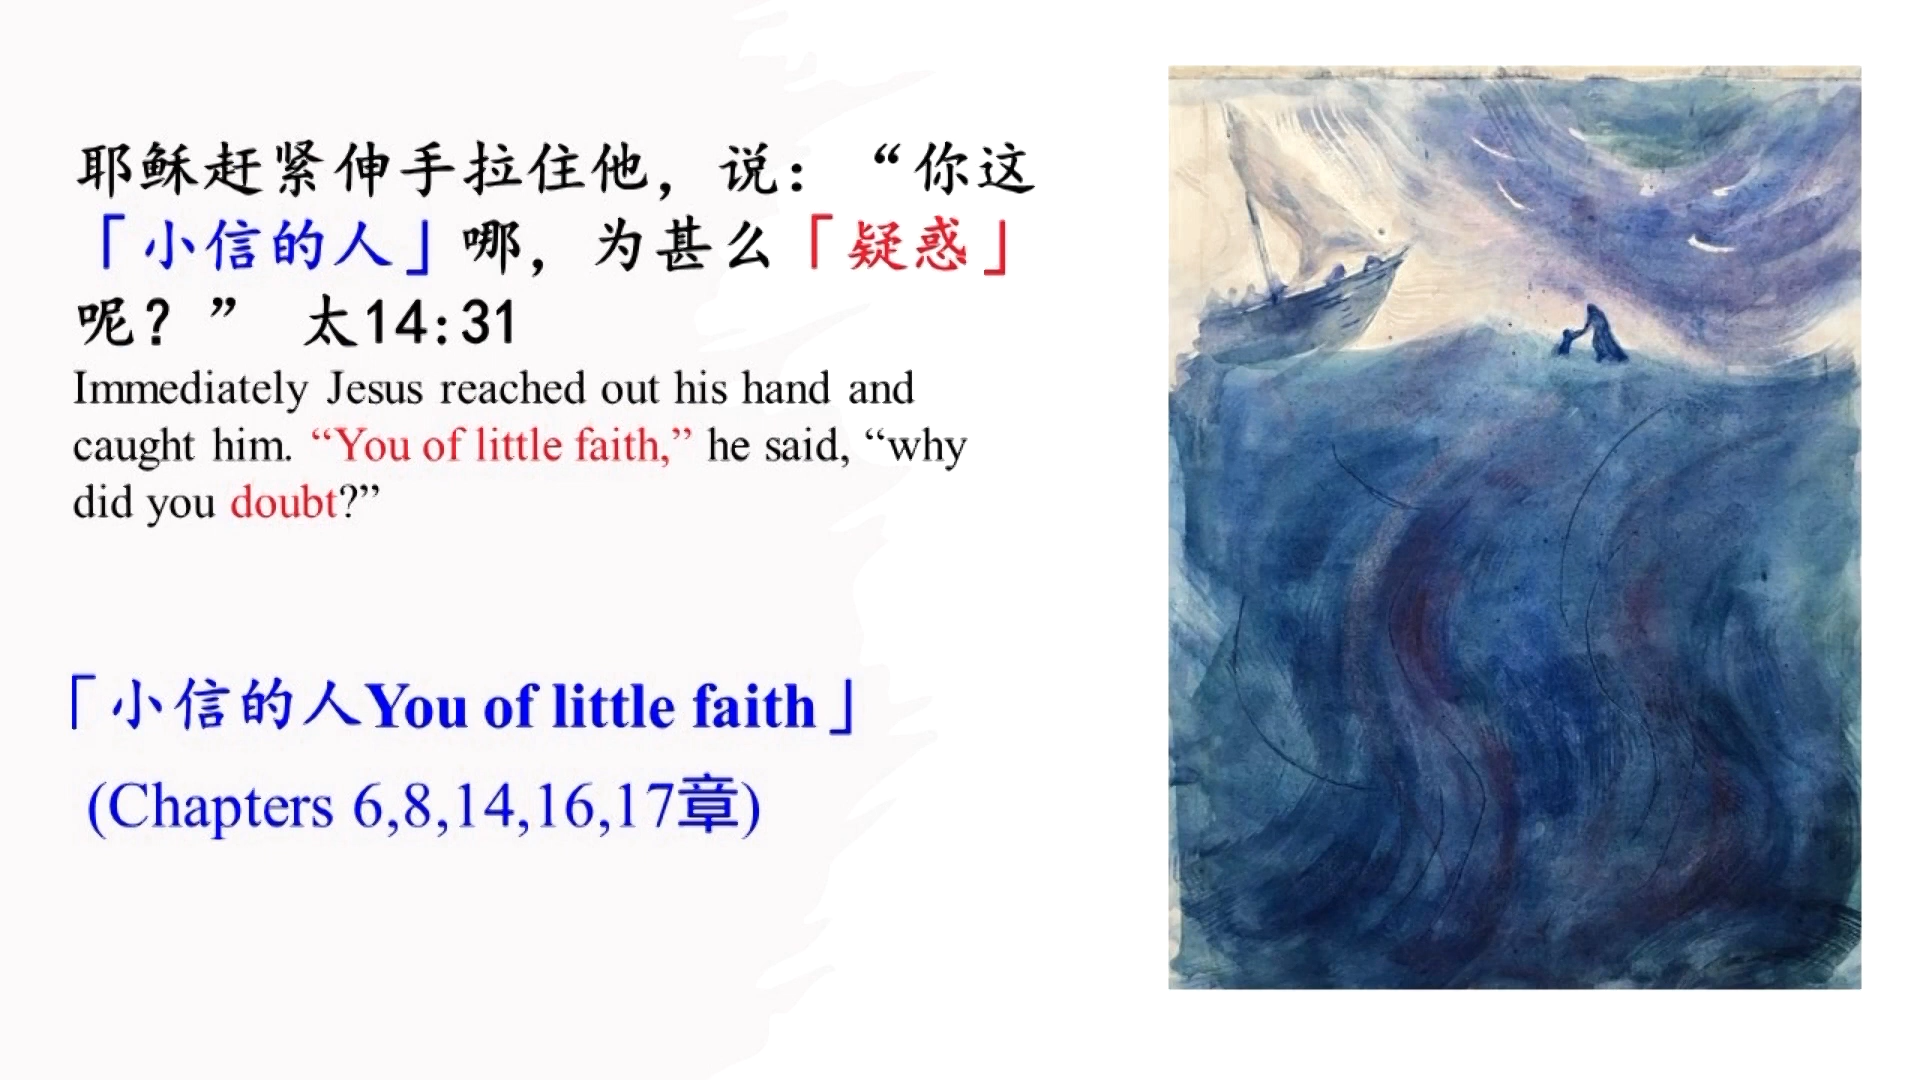 耶稣赶紧伸手拉住他，说：“你这
「小信的人」哪，为甚么「疑惑」
呢？” 太14:31
Immediately Jesus reached out his hand and
caught him. “You of little faith,” he said, “why
did you doubt?”
「小信的人You of little faith」
(Chapters 6,8,14,16,17章)